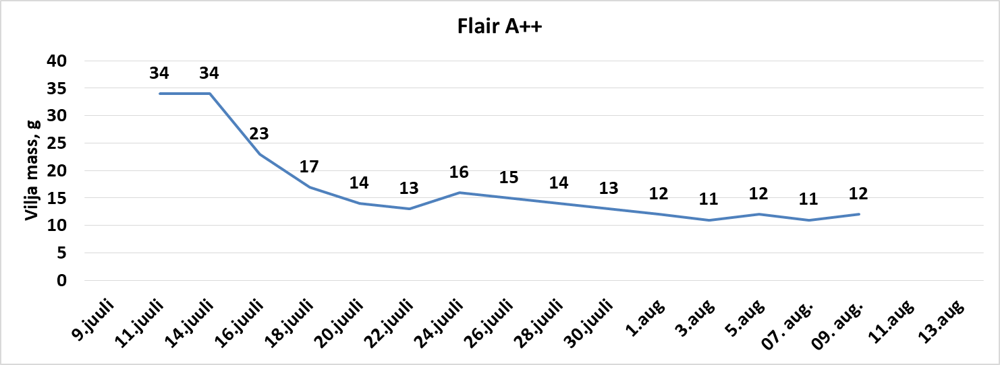 Flair A++
Vilja mass, g
40
35
30
25
20
15
10
5
0
34
34
23
17
14
13
16
15
14
13
12
11
12
11
12
9.juuli
11.juuli
14.juuli
16.juuli
18.juuli
20.juuli
22.juuli
24.juuli
26.juuli
28.juuli
30.juuli
1.aug
3.aug
5.aug
07. aug.
09. aug.
11.aug
13.aug